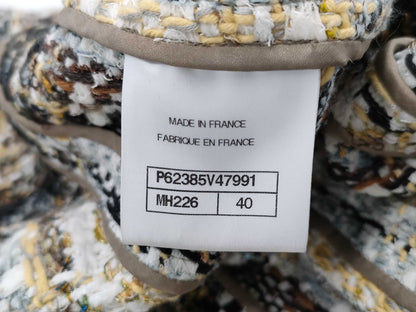 MADE IN FRANCE
FABRIQUE EN FRANCE
P62385V47991
MH226 40